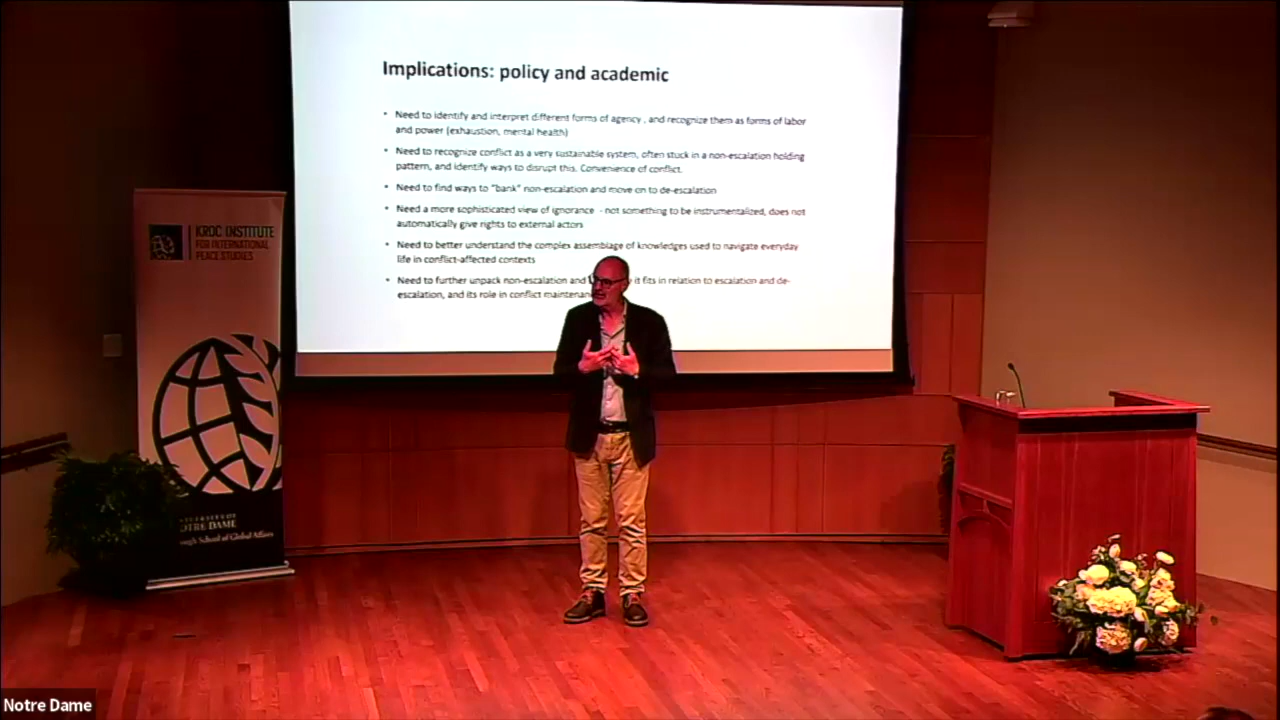 Implications: policy and academic
• Need to identify and interpret different forms of agency , and recognize them as forms of labor
and power (exhaustion, mental health)
• Need to recognize conflict as a very sustainable system, often stuck in a non-escalation holding
pattern, and identify ways to disrupt this. Convenience of conflict.
• Need to find ways to "bank" non-escalation and move on to de-escalation
• Need a more sophisticated view of ignorance - not something to be instrumentalized, does not
automatically give rights to external actors
• Need to better understand the complex assemblage of knowledges used to navigate everyday
life in conflict-affected contexts
• Need to further unpack non-escalation and it fits in relation to escalation and de-
escalation, and its role in conflict
KROC INSTITUTE
FOR INTERNATIONAL
PEACE STUDIES
OTRE DAME
School of Global Affairs
Notre Dame